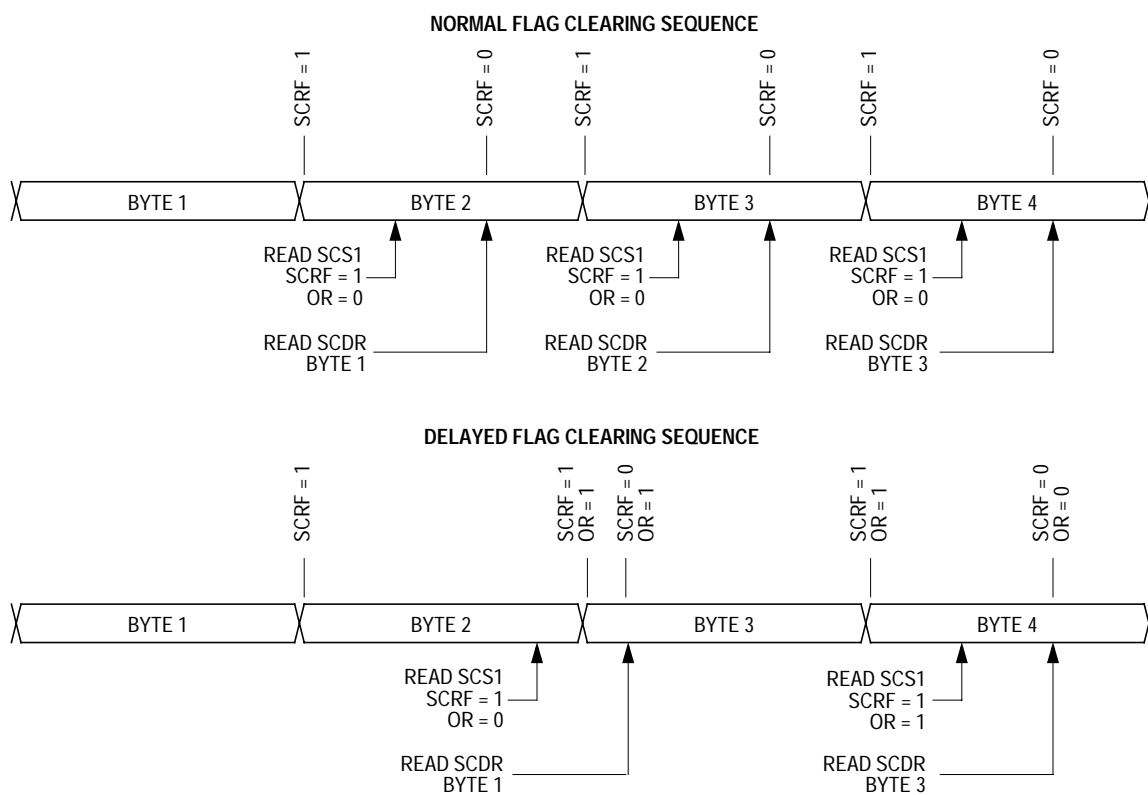 NORMAL FLAG CLEARING SEQUENCE
SCRF = 1
SCRF = 0
SCRF = 1
SCRF = 0
SCRF = 1
SCRF = 0
BYTE 1
BYTE 2
BYTE 3
BYTE 4
READ SCS1
SCRF = 1
OR = 0
READ SCS1
SCRF = 1
OR = 0
READ SCS1
SCRF = 1
OR = 0
READ SCDR
BYTE 1
READ SCDR
BYTE 2
READ SCDR
BYTE 3
DELAYED FLAG CLEARING SEQUENCE
SCRF = 1
SCRF = 1
OR = 1
SCRF = 0
OR = 1
SCRF = 1
OR = 1
SCRF = 0
OR = 0
BYTE 1
BYTE 2
BYTE 3
BYTE 4
READ SCS1
SCRF = 1
OR = 0
READ SCS1
SCRF = 1
OR = 1
READ SCDR
BYTE 1
READ SCDR
BYTE 3